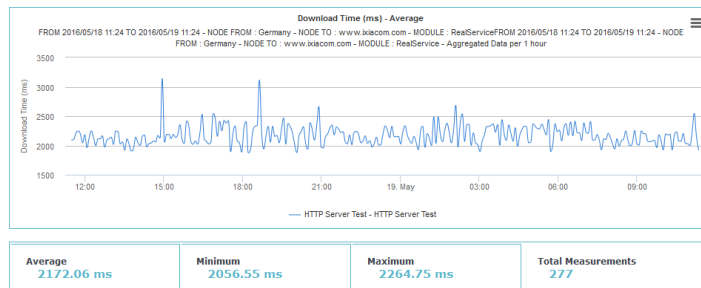 Download Time (ms) - Average
FROM 2016/05/18 11:24 TO 2016/05/19 11:24 - NODE FROM : Germany - NODE TO : www.ixiacom.com - MODULE : RealServiceFROM 2016/05/18 11:24 TO 2016/05/19 11:24 - NODE
FROM : Germany - NODE TO : www.ixiacom.com - MODULE : RealService - Aggregated Data per 1 hour
Download Time (ms)
3500
3000
2500
2000
1500
12:00 15:00 18:00 21:00 19. May 03:00 06:00 09:00
HTTP Server Test - HTTP Server Test
Average Minimum Maximum Total Measurements
2172.06 ms 2056.55 ms 2264.75 ms 277